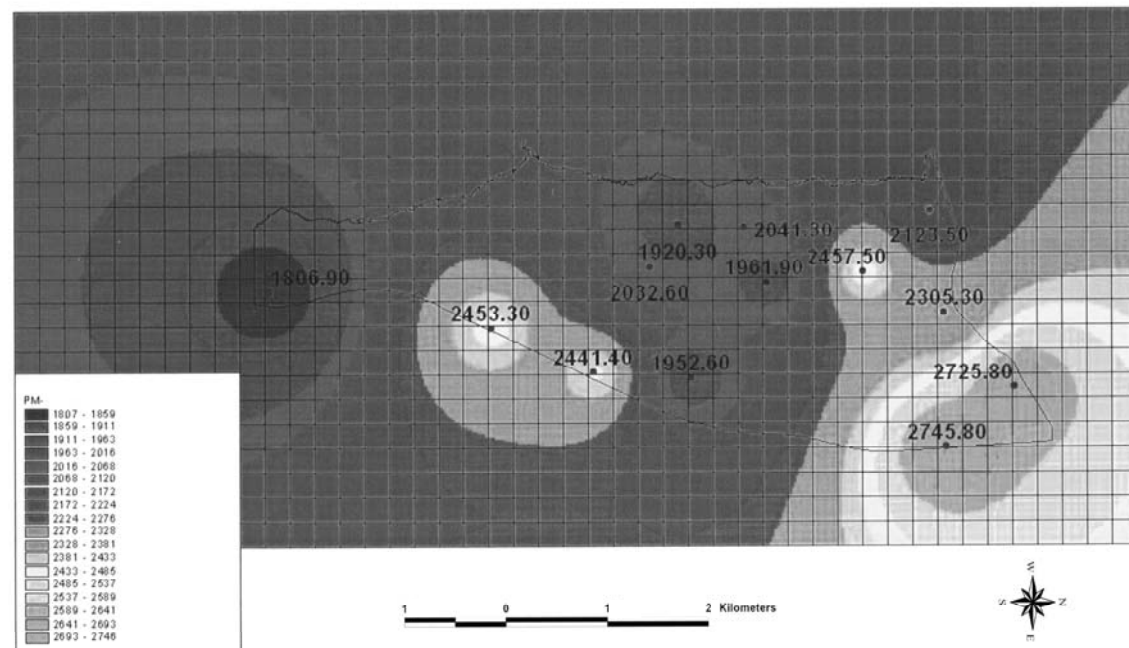 2041.30
2123.50
1920.30
1961.90
2457.50
1806.90
2032.60
2305.30
2453.30
2441.40
1952.60
2725.80
2745.80
PM-
1807 - 1859
1859 - 1911
1911 - 1963
1963 - 2016
2016 - 2068
2068 - 2120
2120 - 2172
2172 - 2224
2224 - 2276
2276 - 2328
2328 - 2381
2381 - 2433
2433 - 2485
2485 - 2537
2537 - 2589
2589 - 2641
2641 - 2693
2693 - 2746
1 0 1 2 Kilometers
W
S N
E